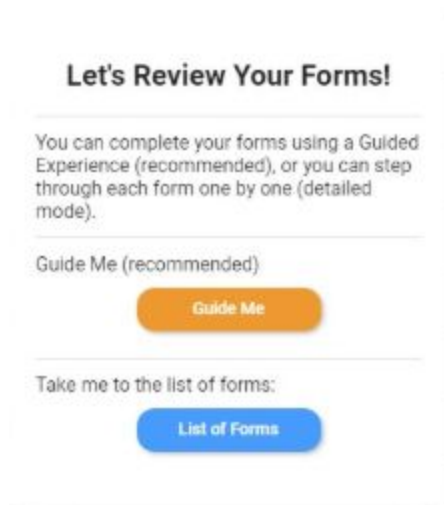 Let's Review Your Forms!
You can complete your forms using a Guided
Experience (recommended), or you can step
through each form one by one (detailed
mode).
Guide Me (recommended)
Guide Me
Take me to the list of forms:
List of Forms